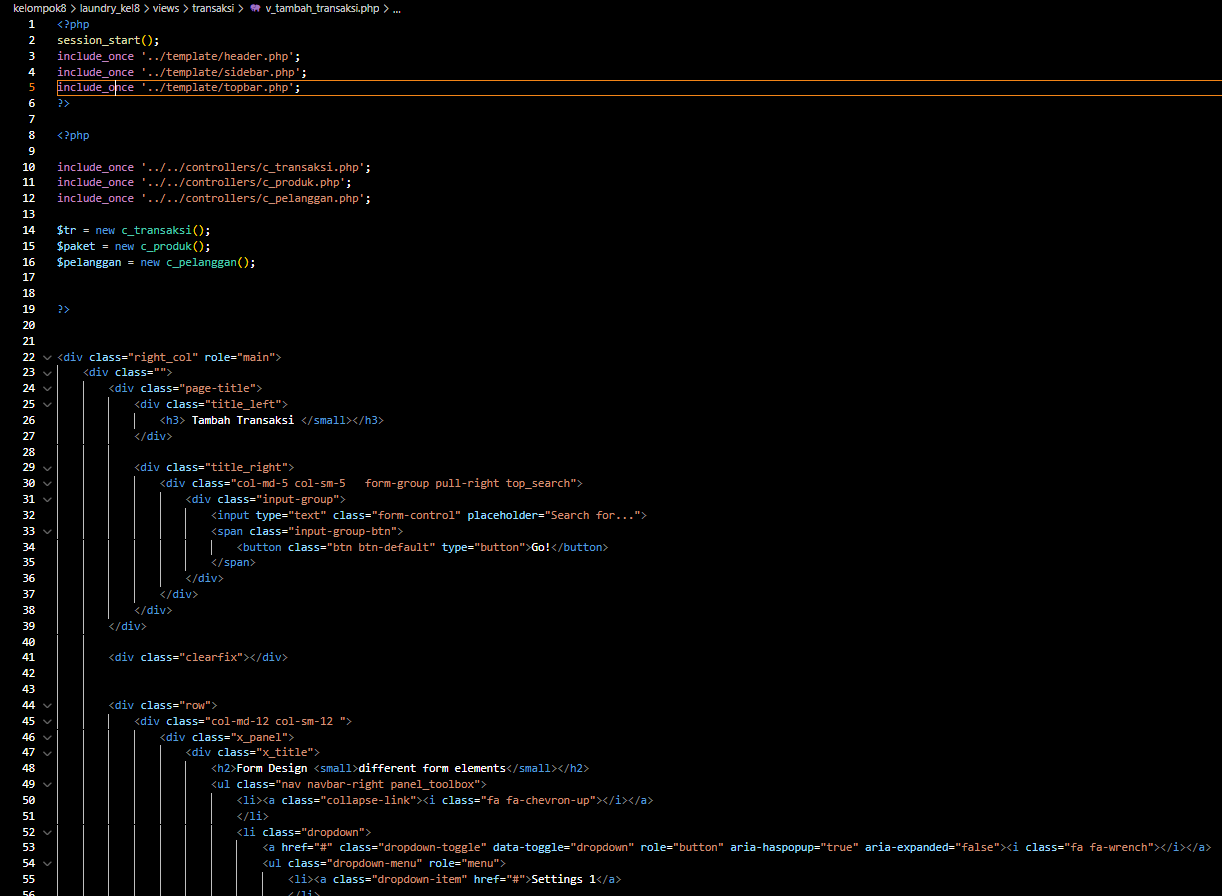 kelompok8 > laundry_kel8 > views > transaksi > v_tambah_transaksi.php > ...
1 <?php
2 session_start();
3 include_once '../template/header.php';
4 include_once '../template/sidebar.php';
5 include_once '../template/topbar.php';
6 ?>
7
8 <?php
9
10 include_once '../../controllers/c_transaksi.php';
11 include_once '../../controllers/c_produk.php';
12 include_once '../../controllers/c_pelanggan.php';
13
14 $tr = new c_transaksi();
15 $paket = new c_produk();
16 $pelanggan = new c_pelanggan();
17
18
19 ?>
20
21
22 <div class="right_col" role="main">
23 <div class="">
24 <div class="page-title">
25 <div class="title_left">
26 <h3> Tambah Transaksi </small></h3>
27 </div>
28
29 <div class="title_right">
30 <div class="col-md-5 col-sm-5   form-group pull-right top_search">
31 <div class="input-group">
32 <input type="text" class="form-control" placeholder="Search for...">
33 <span class="input-group-btn">
34 <button class="btn btn-default" type="button">Go!</button>
35 </span>
36 </div>
37 </div>
38 </div>
39 </div>
40
41 <div class="clearfix"></div>
42
43
44 <div class="row">
45 <div class="col-md-12 col-sm-12 ">
46 <div class="x_panel">
47 <div class="x_title">
48 <h2>Form Design <small>different form elements</small></h2>
49 <ul class="nav navbar-right panel_toolbox">
50 <li><a class="collapse-link"><i class="fa fa-chevron-up"></i></a>
51 </li>
52 <li class="dropdown">
53 <a href="#" class="dropdown-toggle" data-toggle="dropdown" role="button" aria-haspopup="true" aria-expanded="false"><i class="fa fa-wrench"></i></a>
54 <ul class="dropdown-menu" role="menu">
55 <li><a class="dropdown-item" href="#">Settings 1</a>
56 </li>